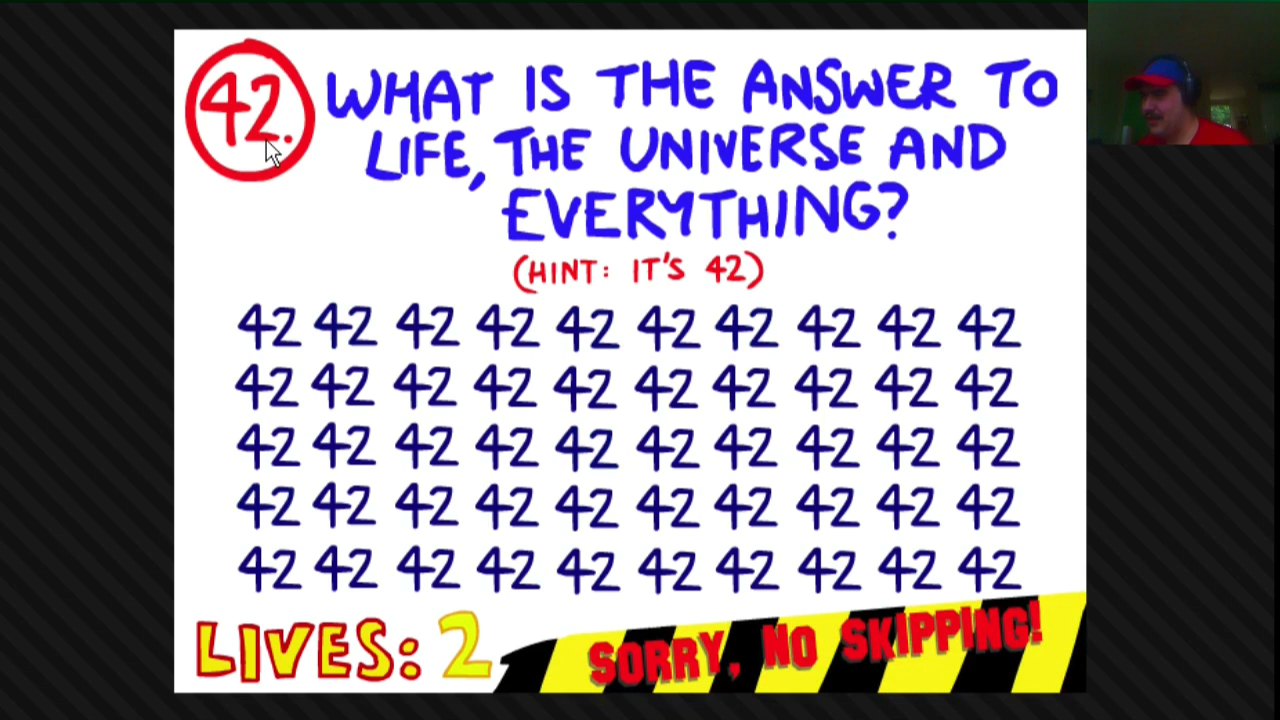 42. WHAT IS THE ANSWER TO
LIFE, THE UNIVERSE AND
EVERYTHING?
(HINT: IT'S 42)
42 42 42 42 42 42 42 42 42 42
42 42 42 42 42 42 42 42 42 42
42 42 42 42 42 42 42 42 42 42
42 42 42 42 42 42 42 42 42 42
42 42 42 42 42 42 42 42 42 42
LIVES: 2
SORRY, NO SKIPPING!